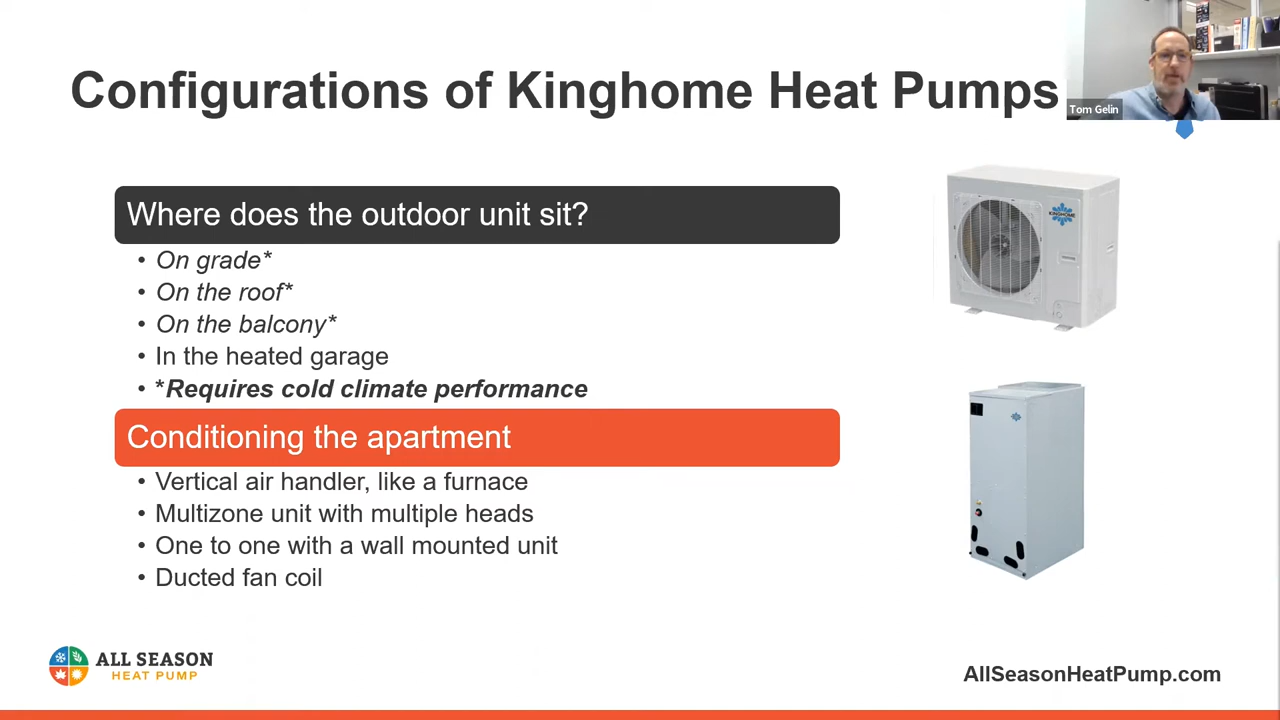 Configurations of Kinghome Heat Pumps
Tom Gelin
Where does the outdoor unit sit?
• On grade*
• On the roof*
• On the balcony*
• In the heated garage
• *Requires cold climate performance
KINGHOME
Conditioning the apartment
• Vertical air handler, like a furnace
• Multizone unit with multiple heads
• One to one with a wall mounted unit
• Ducted fan coil
ALL SEASON
HEAT PUMP
AllSeasonHeatPump.com